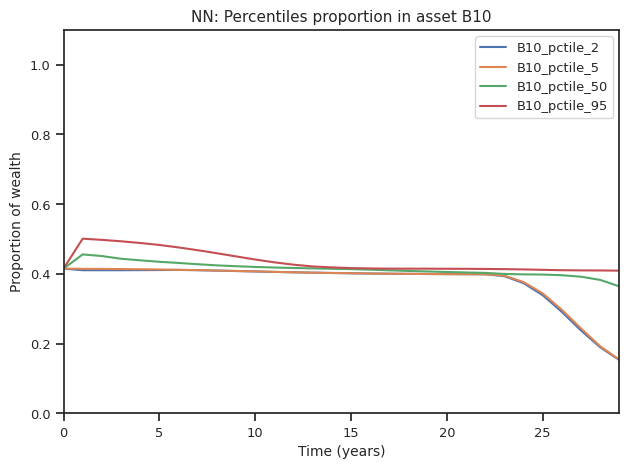 NN: Percentiles proportion in asset B10
B10_pctile_2
B10_pctile_5
B10_pctile_50
B10_pctile_95
Proportion of wealth
1.0
0.8
0.6
0.4
0.2
0.0
0 5 10 15 20 25
Time (years)